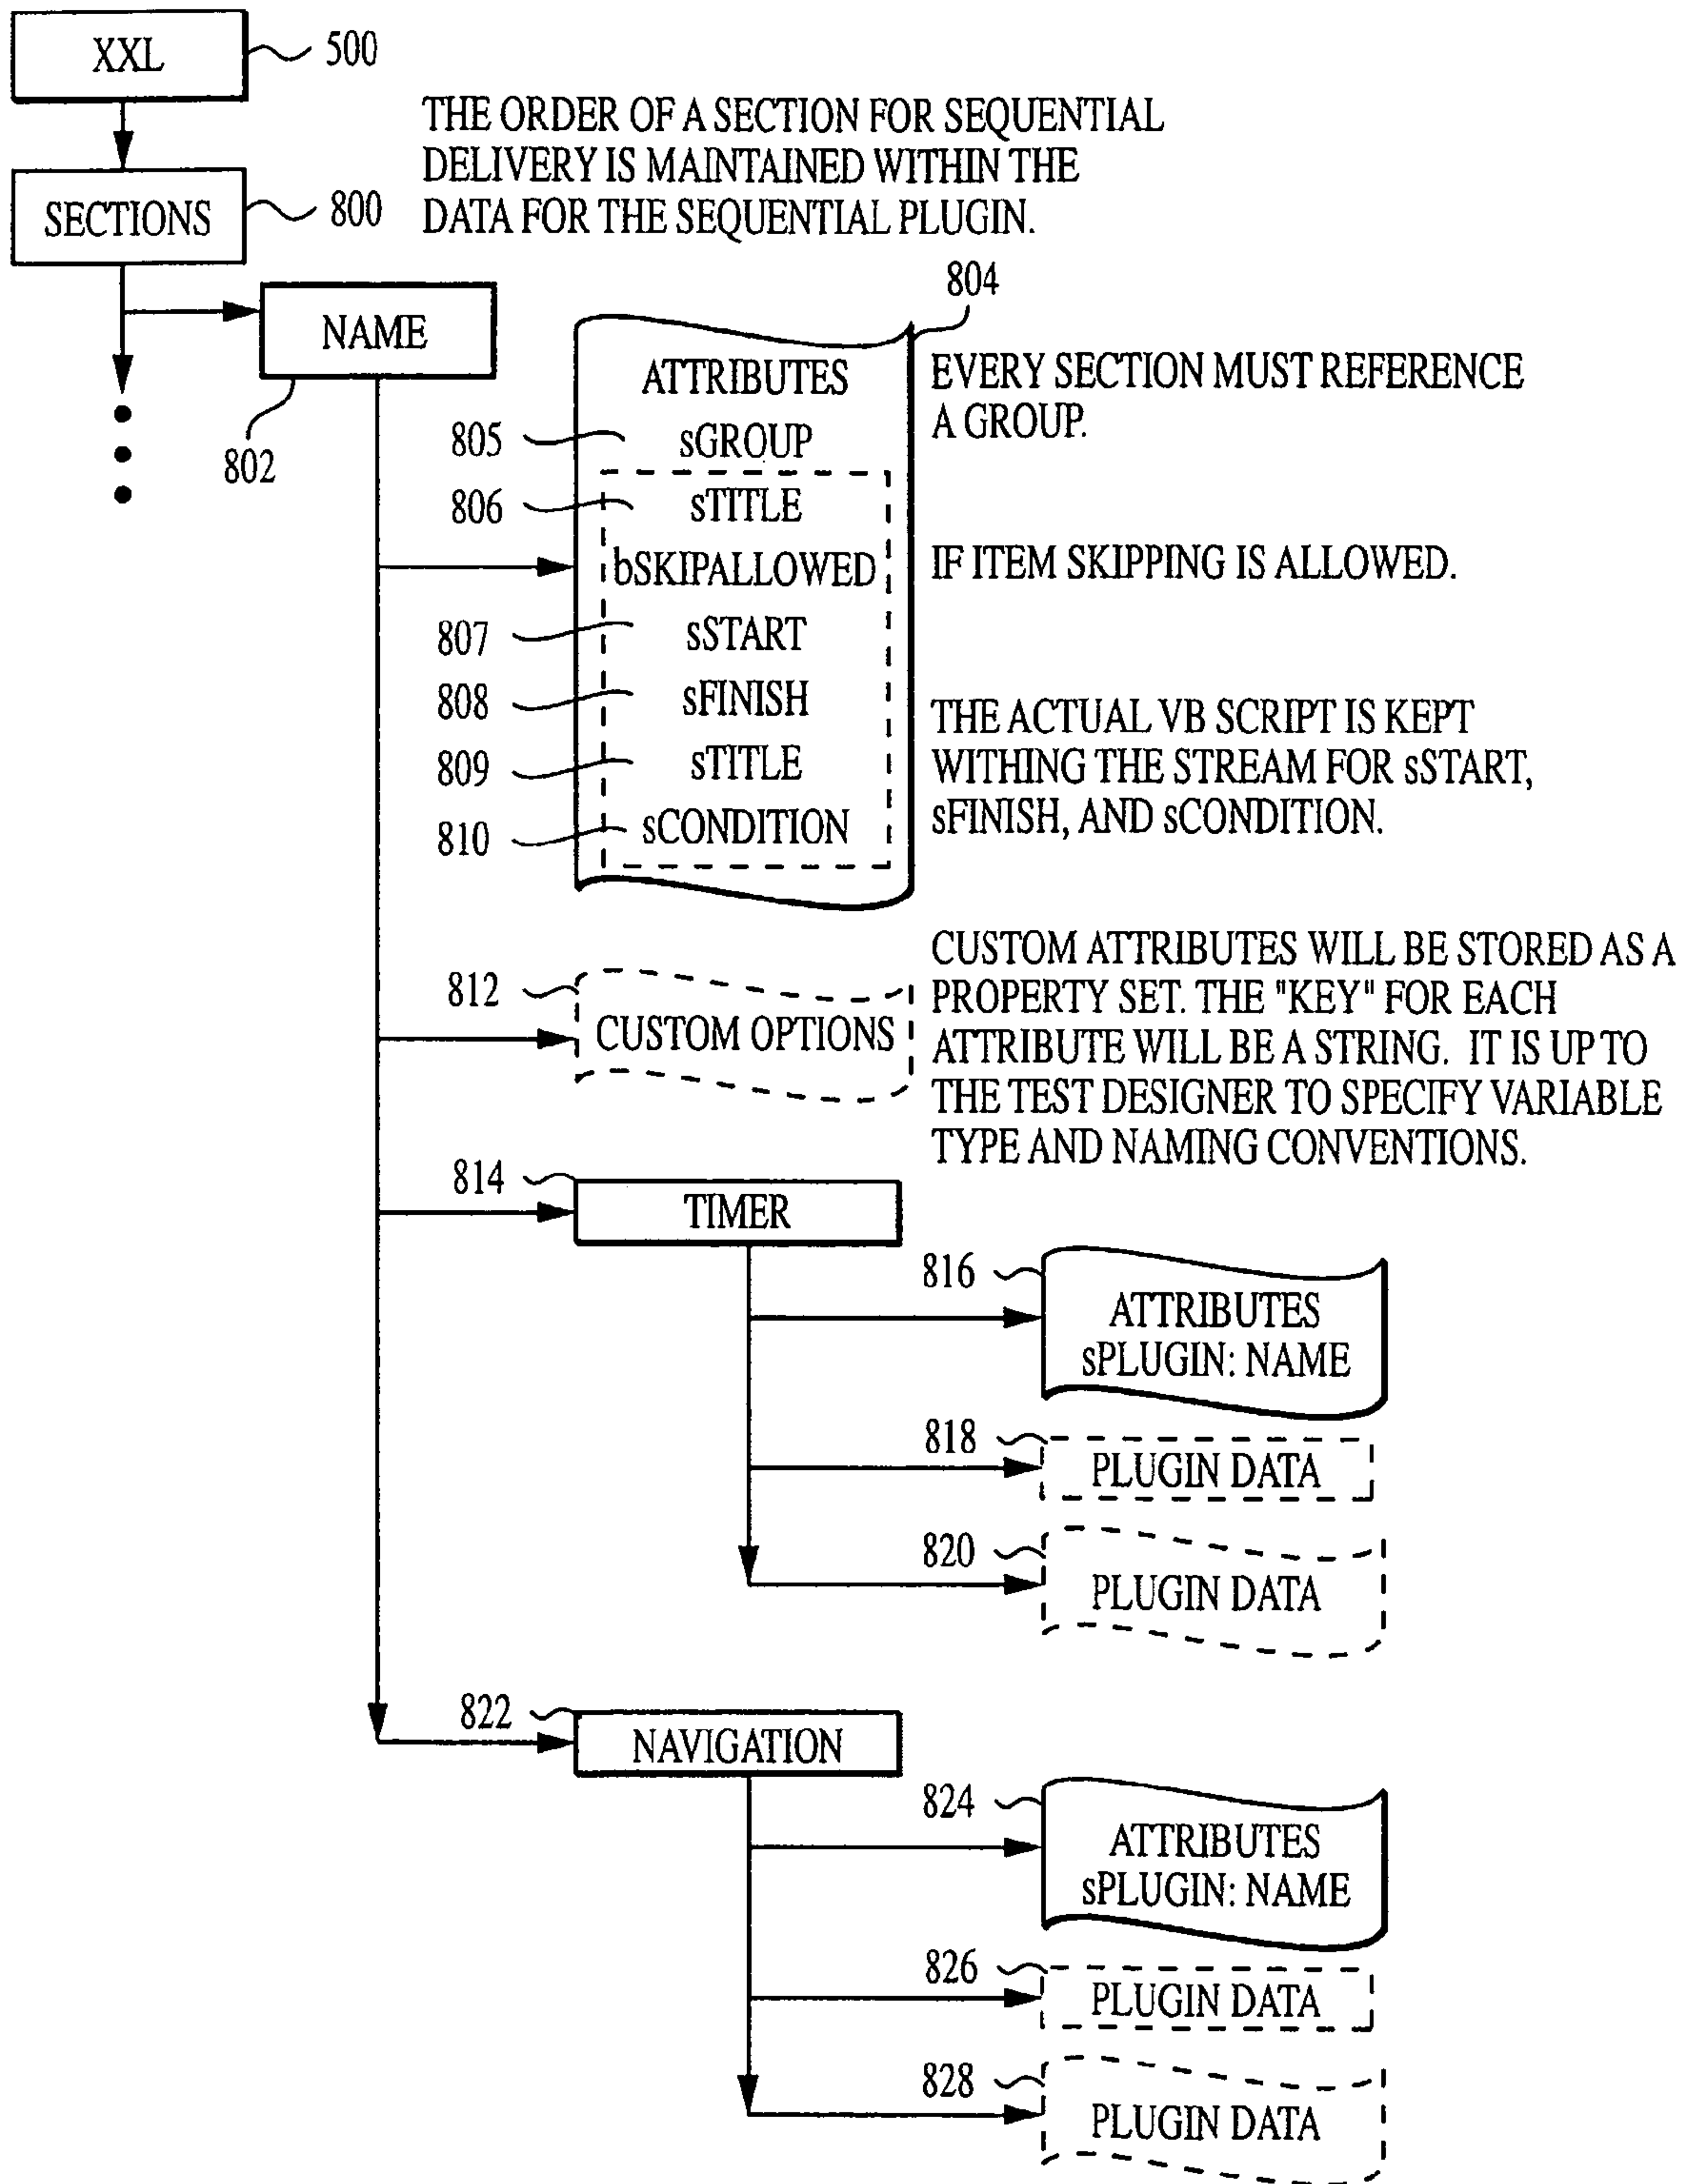 XXL
500
THE ORDER OF A SECTION FOR SEQUENTIAL
DELIVERY IS MAINTAINED WITHIN THE
DATA FOR THE SEQUENTIAL PLUGIN.
SECTIONS
800
NAME
802
804
ATTRIBUTES
805
sGROUP
806
sTITLE
bSKIPALLOWED
807
sSTART
808
sFINISH
809
sTITLE
810
sCONDITION
EVERY SECTION MUST REFERENCE
A GROUP.
IF ITEM SKIPPING IS ALLOWED.
THE ACTUAL VB SCRIPT IS KEPT
WITHING THE STREAM FOR sSTART,
sFINISH, AND sCONDITION.
812
CUSTOM OPTIONS
CUSTOM ATTRIBUTES WILL BE STORED AS A
PROPERTY SET. THE "KEY" FOR EACH
ATTRIBUTE WILL BE A STRING. IT IS UP TO
THE TEST DESIGNER TO SPECIFY VARIABLE
TYPE AND NAMING CONVENTIONS.
814
TIMER
816
ATTRIBUTES
sPLUGIN: NAME
818
PLUGIN DATA
820
PLUGIN DATA
822
NAVIGATION
824
ATTRIBUTES
sPLUGIN: NAME
826
PLUGIN DATA
828
PLUGIN DATA